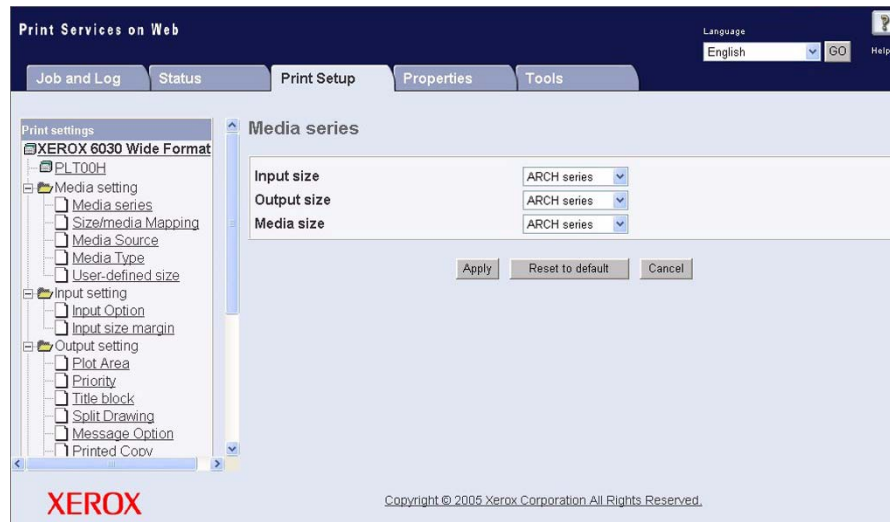 Print Services on Web
Language
English
GO
?
Help
Job and Log
Status
Print Setup
Properties
Tools
Print settings
XEROX 6030 Wide Format
PLT00H
Media setting
Media series
Size/media Mapping
Media Source
Media Type
User-defined size
Input setting
Input Option
Input size margin
Output setting
Plot Area
Priority
Title block
Split Drawing
Message Option
Printed Copy
Media series
Input size ARCH series
Output size ARCH series
Media size ARCH series
Apply Reset to default Cancel
XEROX
Copyright © 2005 Xerox Corporation All Rights Reserved.